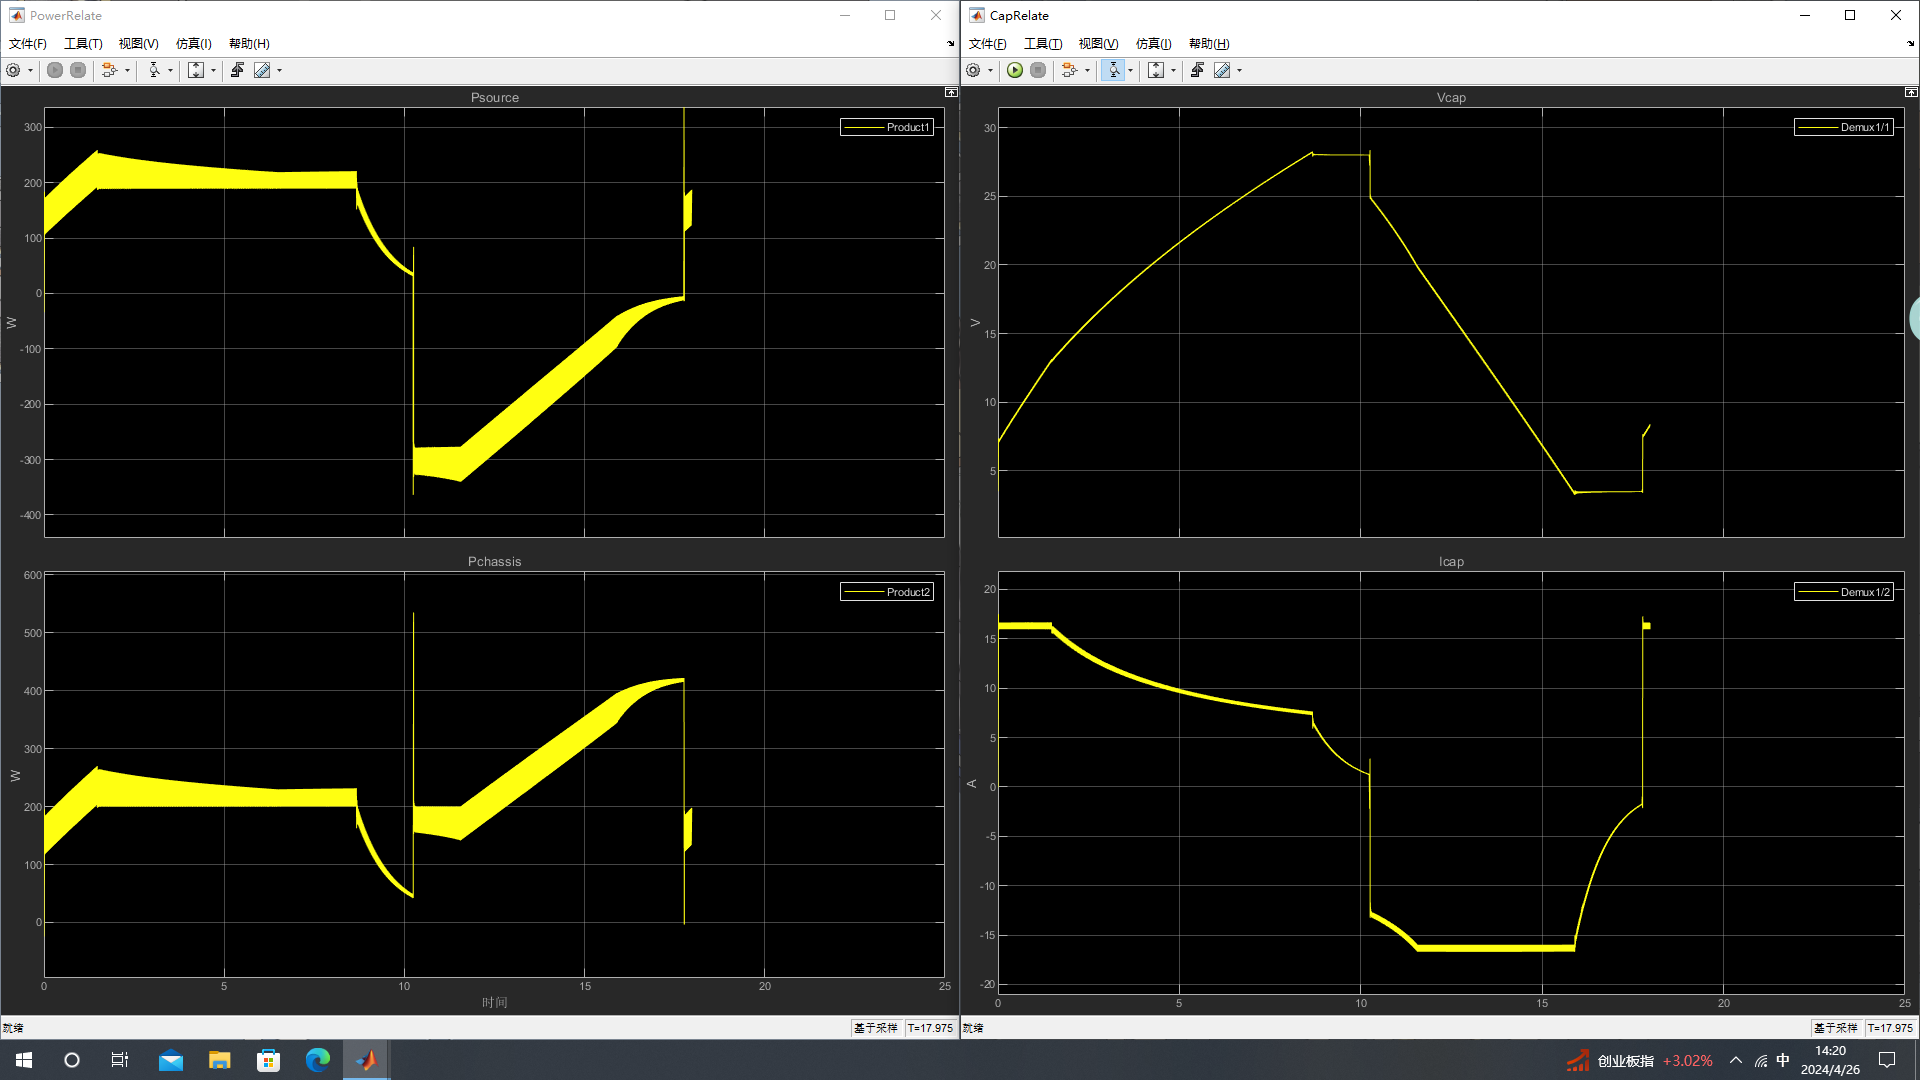 PowerRelate
文件(F) 工具(T) 视图(V) 仿真(I) 帮助(H)
Psource
Product1
300
200
100
0
-100
-200
-300
-400
W
Pchassis
Product2
600
500
400
300
200
100
0
W
0 5 10 15 20 25
时间
就绪
基于采样 T=17.975
CapRelate
文件(F) 工具(T) 视图(V) 仿真(I) 帮助(H)
Vcap
Demux1/1
30
25
20
15
10
5
V
Icap
Demux1/2
20
15
10
5
0
-5
-10
-15
-20
A
0 5 10 15 20 25
就绪
基于采样 T=17.975
创业板指 +3.02%
中
14:20
2024/4/26